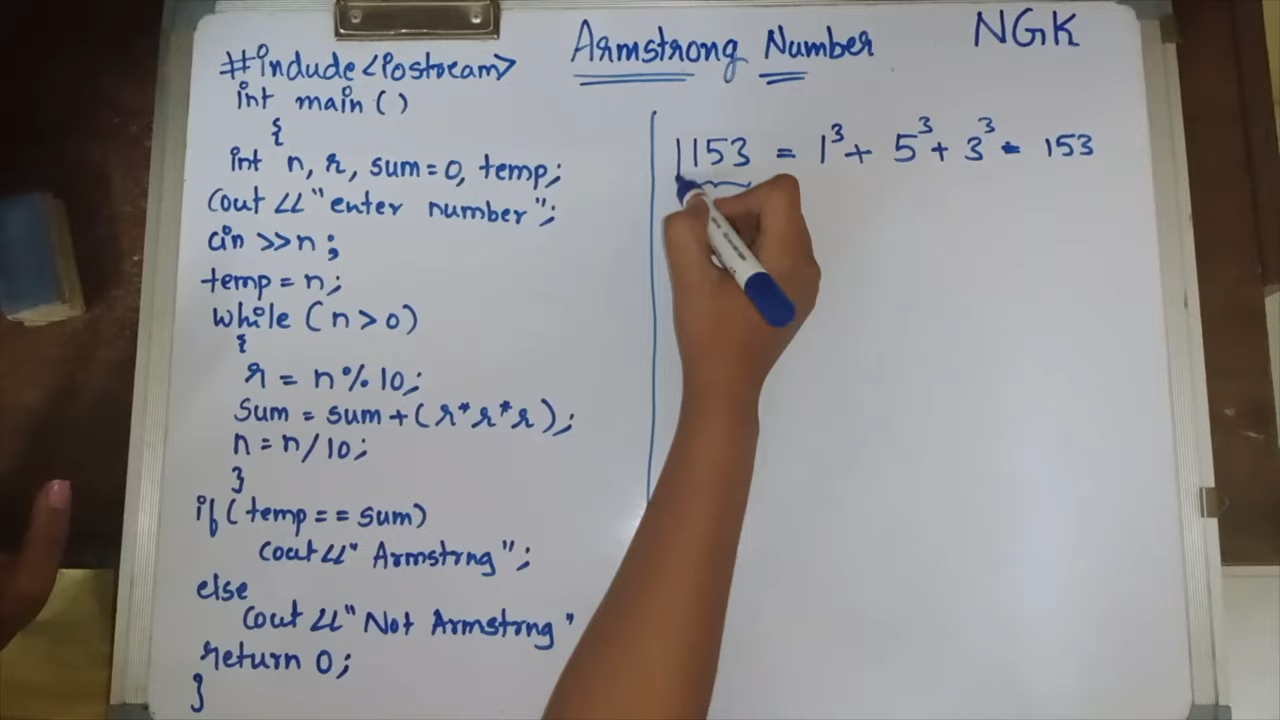 Armstrong Number
NGK
#include<iostream>
int main()
{
int n, r, sum=0, temp;
cout <<"enter number";
cin >>n;
temp = n;
while (n>0)
{
r = n%10;
Sum = sum+(r*r*r);
n=n/10;
}
if(temp==sum)
cout<<" Armstrng";
else
cout <<"Not Armstrng"
return 0;
}
|153 = 1³+ 5³+ 3³ = 153